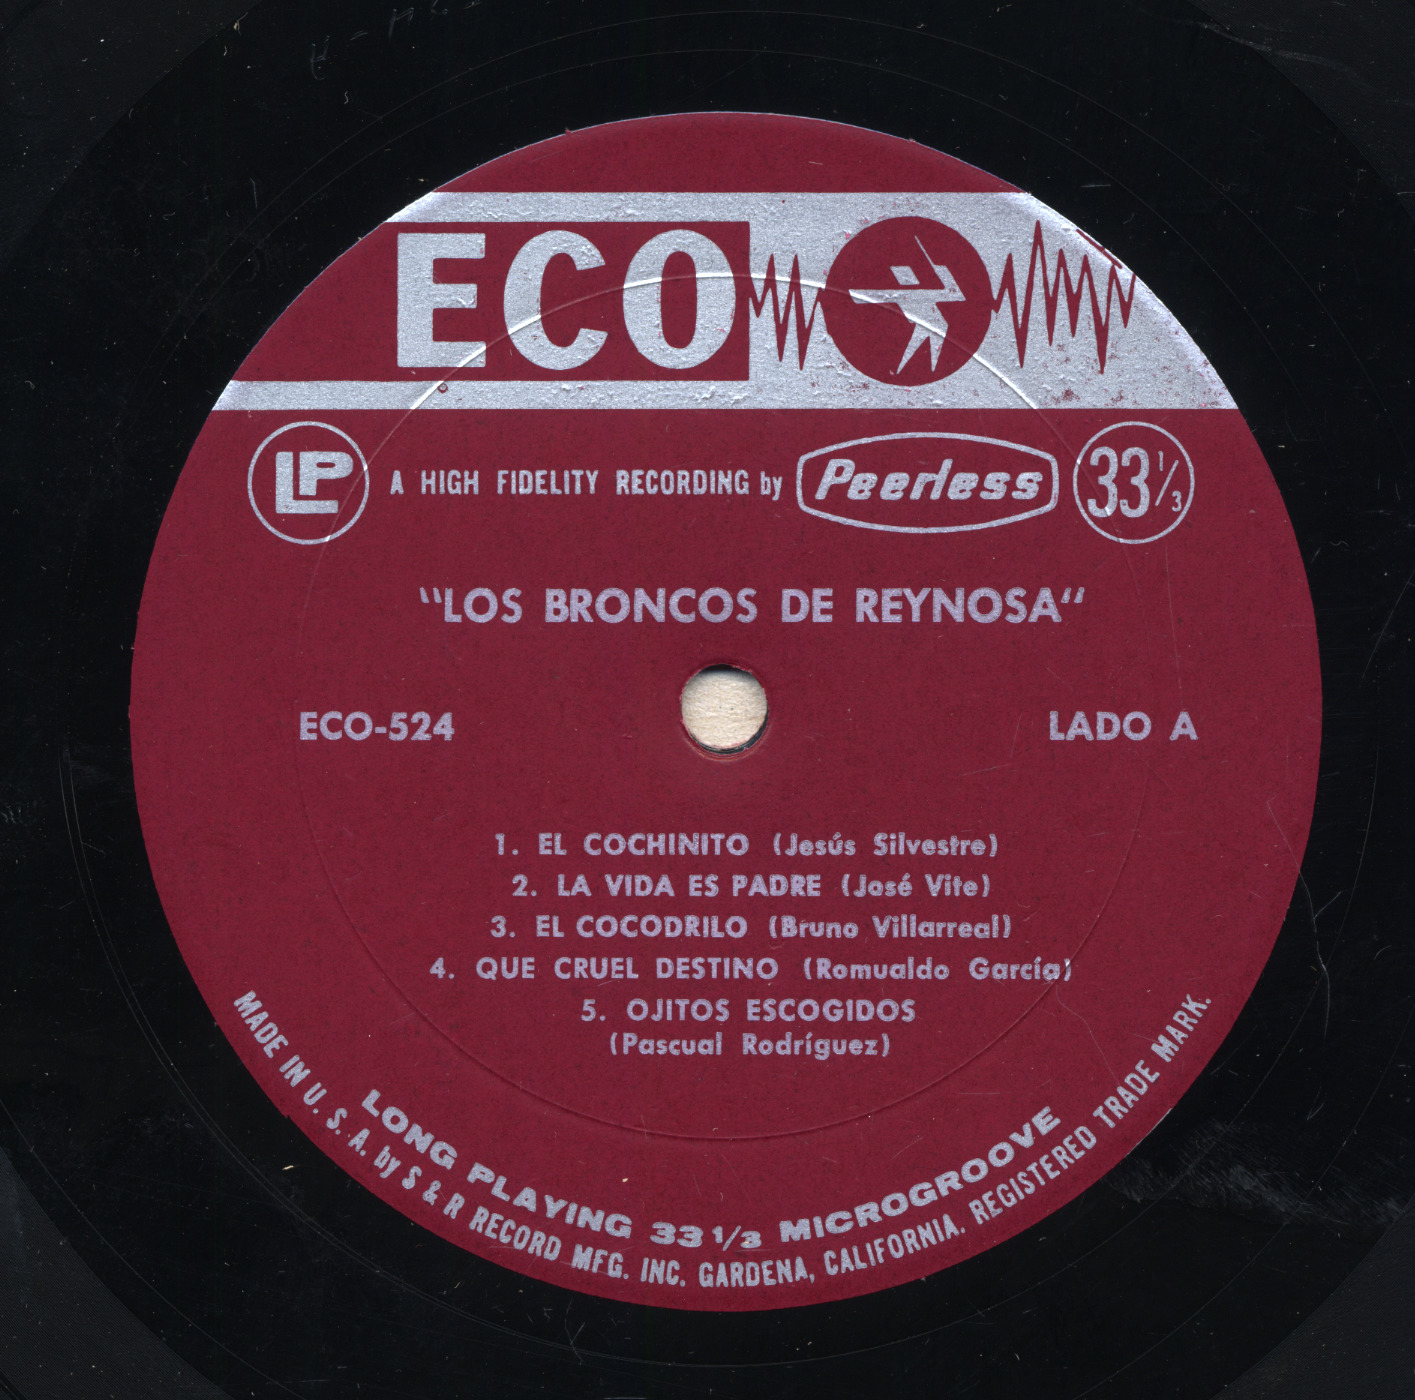 ECO
LP
A HIGH FIDELITY RECORDING by Peerless
33 1/3
"LOS BRONCOS DE REYNOSA"
ECO-524
LADO A
1. EL COCHINITO (Jesús Silvestre)
2. LA VIDA ES PADRE (José Vite)
3. EL COCODRILO (Bruno Villarreal)
4. QUE CRUEL DESTINO (Romualdo García)
5. OJITOS ESCOGIDOS
(Pascual Rodríguez)
LONG PLAYING 33 1/3 MICROGROOVE
MADE IN U. S. A. by S & R RECORD MFG. INC. GARDENA, CALIFORNIA. REGISTERED TRADE MARK.